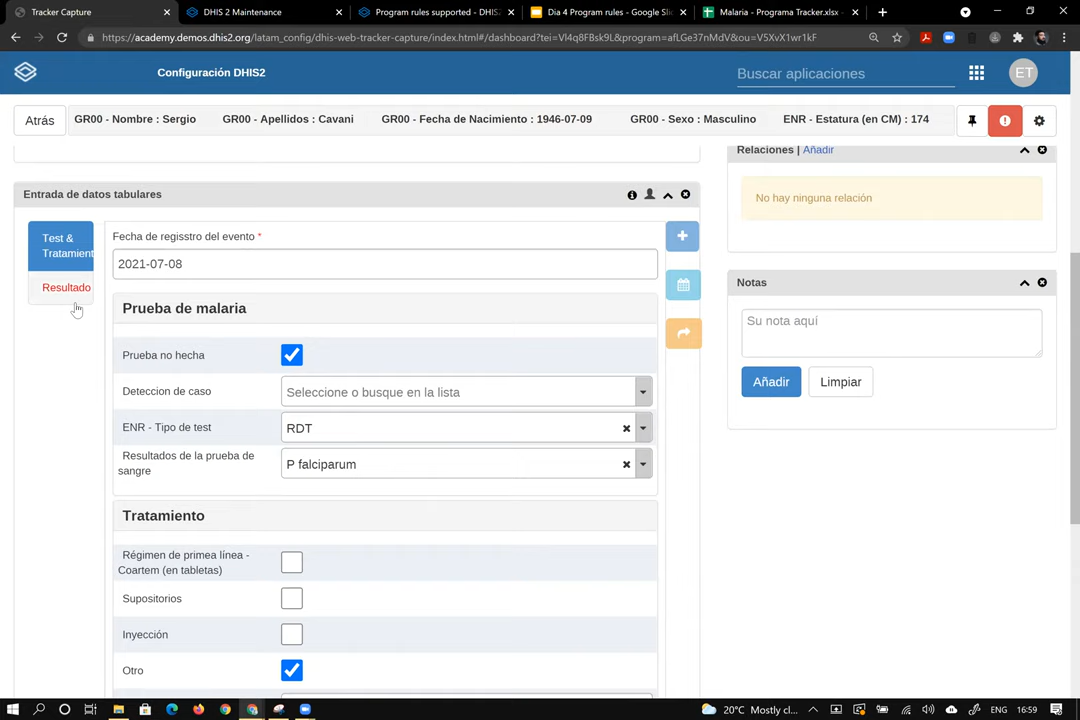 Tracker Capture
DHIS 2 Maintenance
Program rules supported - DHIS
Dia 4 Program rules - Google Sli
Malaria - Programa Tracker.xlsx -
https://academy.demos.dhis2.org/latam_config/dhis-web-tracker-capture/index.html#/dashboard?tei=Vl4q8FBsk9L&program=afLGe37nMdV&ou=V5XvX1wr1kF
Configuración DHIS2
Buscar aplicaciones
ET
Atrás
GR00 - Nombre : Sergio
GR00 - Apellidos : Cavani
GR00 - Fecha de Nacimiento : 1946-07-09
GR00 - Sexo : Masculino
ENR - Estatura (en CM) : 174
Relaciones | Añadir
No hay ninguna relación
Entrada de datos tabulares
Test &
Tratamient
Resultado
Fecha de regisstro del evento *
2021-07-08
Prueba de malaria
Prueba no hecha
Deteccion de caso
Seleccione o busque en la lista
ENR - Tipo de test
RDT
Resultados de la prueba de
sangre
P falciparum
Tratamiento
Régimen de primea línea -
Coartem (en tabletas)
Supositorios
Inyección
Otro
Notas
Su nota aquí
Añadir
Limpiar
20°C Mostly cl...
ENG
16:59